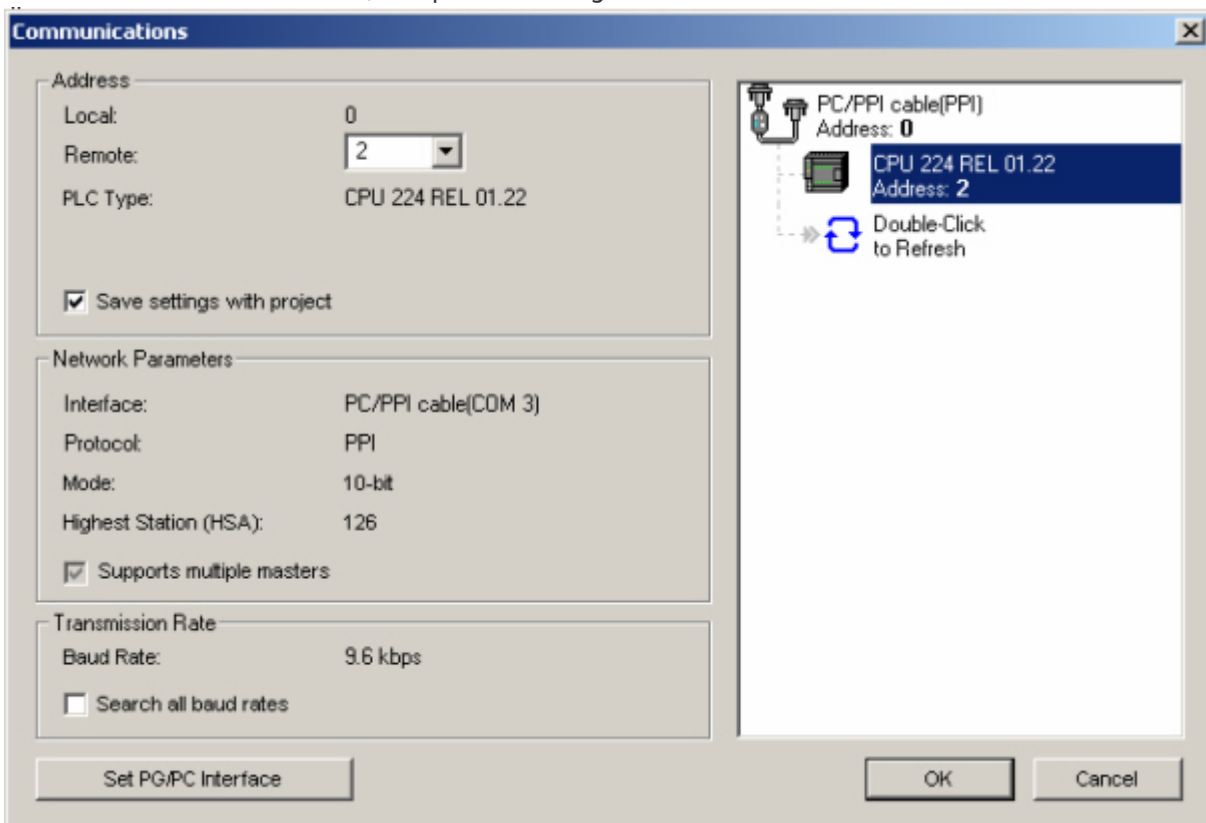 Communications
Address
Local: 0
Remote: 2
PLC Type: CPU 224 REL 01.22
Save settings with project
Network Parameters
Interface: PC/PPI cable(COM 3)
Protocol: PPI
Mode: 10-bit
Highest Station (HSA): 126
Supports multiple masters
Transmission Rate
Baud Rate: 9.6 kbps
Search all baud rates
Set PG/PC Interface
PC/PPI cable(PPI)
Address: 0
CPU 224 REL 01.22
Address: 2
Double-Click
to Refresh
OK
Cancel